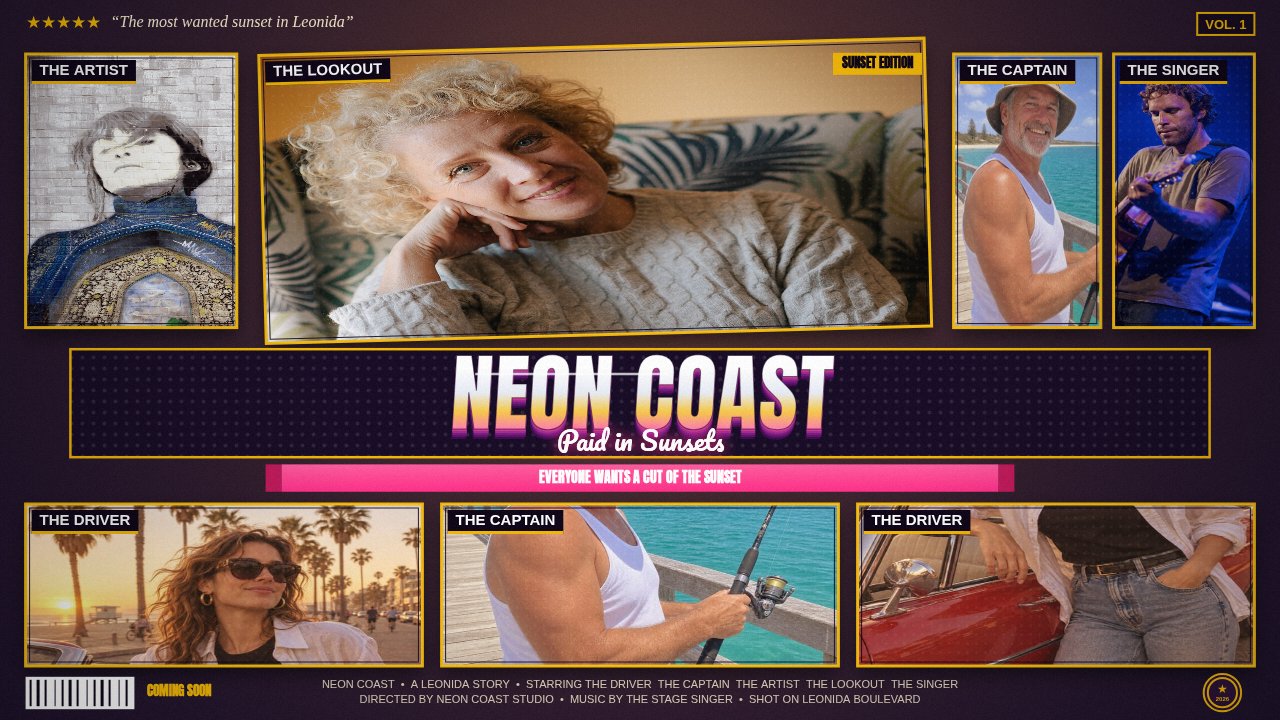 ★★★★★ “The most wanted sunset in Leonida”
VOL. 1
THE ARTIST
THE LOOKOUT
SUNSET EDITION
THE CAPTAIN
THE SINGER
NEON COAST
Paid in Sunsets
EVERYONE WANTS A CUT OF THE SUNSET
THE DRIVER
THE CAPTAIN
THE DRIVER
COMING SOON
NEON COAST • A LEONIDA STORY • STARRING THE DRIVER THE CAPTAIN THE ARTIST THE LOOKOUT THE SINGER
DIRECTED BY NEON COAST STUDIO • MUSIC BY THE STAGE SINGER • SHOT ON LEONIDA BOULEVARD
★
2026